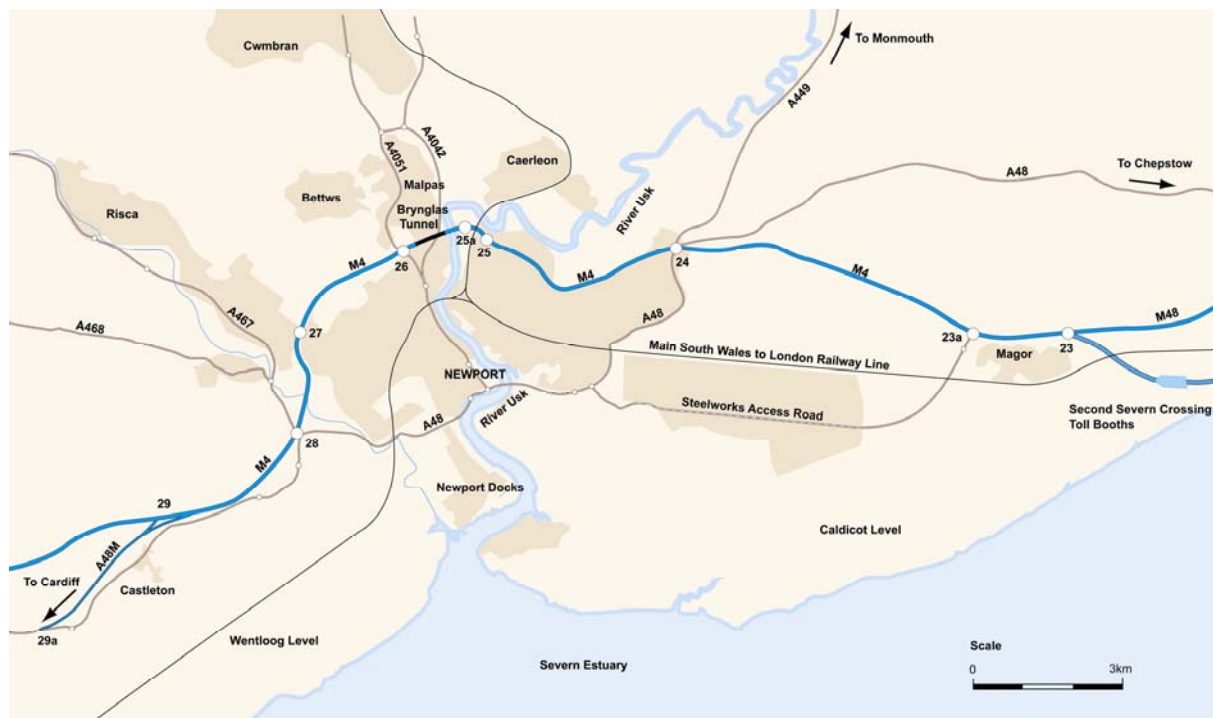 Cwmbran
To Monmouth
A449
A4042
A4051
Caerleon
To Chepstow
A48
Malpas
Bettws
Risca
Brynglas
Tunnel
River Usk
25a
25
24
26
M4
M4
M4
A467
A468
27
A48
M48
23a
23
Magor
Main South Wales to London Railway Line
NEWPORT
River Usk
Steelworks Access Road
Second Severn Crossing
Toll Booths
A48
28
M4
Newport Docks
29
Caldicot Level
A48M
To Cardiff
Castleton
29a
Wentloog Level
Severn Estuary
Scale
0
3km